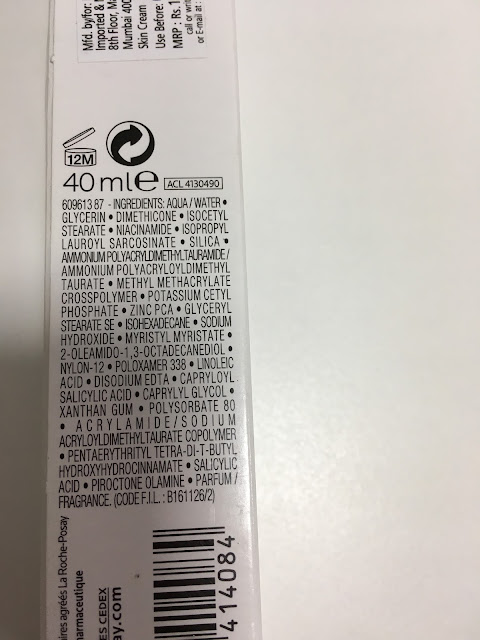 Mfd. by/for:
Imported &
8th Floor, Ma
Mumbai 400
Skin Cream
Use Before:
MRP : Rs.1
call or writ
or E-mail at :
12M
40 ml e ACL 4130490
609613 87 - INGREDIENTS: AQUA / WATER •
GLYCERIN • DIMETHICONE • ISOCETYL
STEARATE • NIACINAMIDE • ISOPROPYL
LAUROYL SARCOSINATE • SILICA •
AMMONIUM POLYACRYLDIMETHYLTAURAMIDE /
AMMONIUM POLYACRYLOYLDIMETHYL
TAURATE • METHYL METHACRYLATE
CROSSPOLYMER • POTASSIUM CETYL
PHOSPHATE • ZINC PCA • GLYCERYL
STEARATE SE • ISOHEXADECANE • SODIUM
HYDROXIDE • MYRISTYL MYRISTATE •
2-OLEAMIDO-1,3-OCTADECANEDIOL •
NYLON-12 • POLOXAMER 338 • LINOLEIC
ACID • DISODIUM EDTA • CAPRYLOYL
SALICYLIC ACID • CAPRYLYL GLYCOL •
XANTHAN GUM • POLYSORBATE 80
• ACRYLAMIDE/SODIUM
ACRYLOYLDIMETHYLTAURATE COPOLYMER
• PENTAERYTHRITYL TETRA-DI-T-BUTYL
HYDROXYHYDROCINNAMATE • SALICYLIC
ACID • PIROCTONE OLAMINE • PARFUM /
FRAGRANCE. (CODE F.I.L. : B161126/2)
aires agréés La Roche-Posay
harmaceutique
ES CEDEX
ay.com
414084